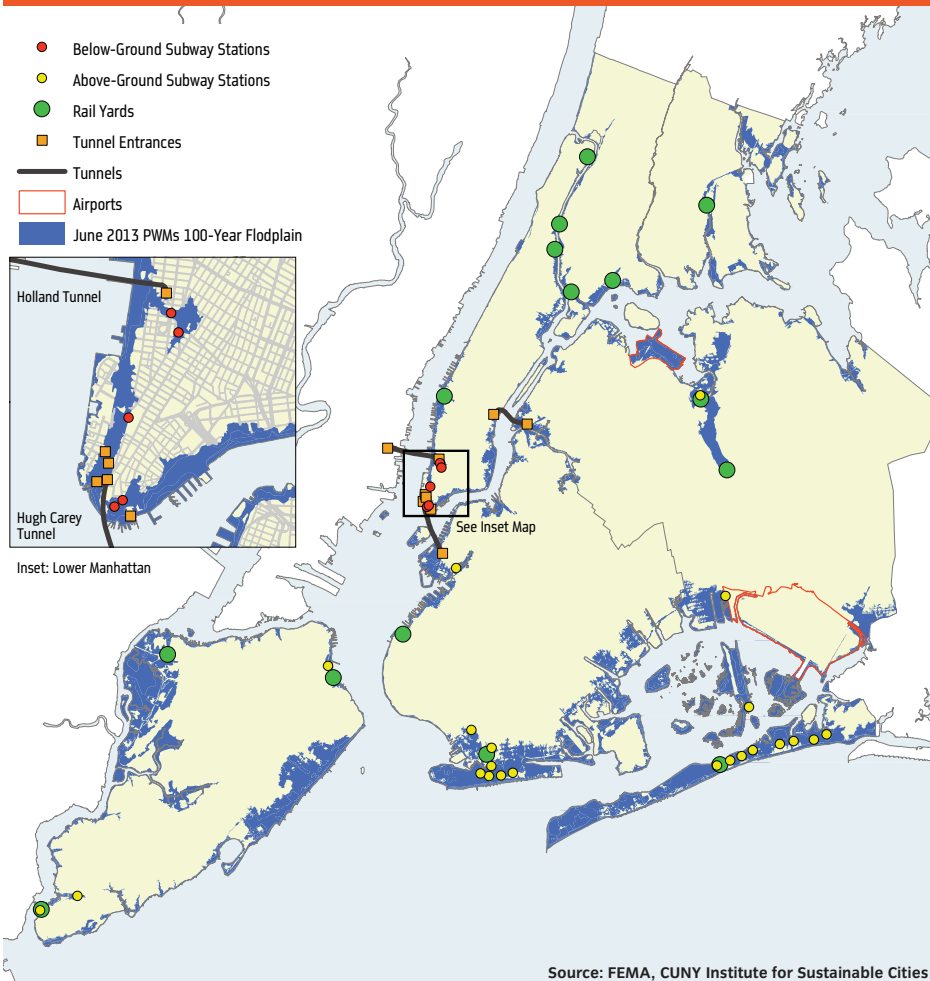 Below-Ground Subway Stations
Above-Ground Subway Stations
Rail Yards
Tunnel Entrances
Tunnels
Airports
June 2013 PWMs 100-Year Flodplain
Holland Tunnel
Hugh Carey
Tunnel
Inset: Lower Manhattan
See Inset Map
Source: FEMA, CUNY Institute for Sustainable Cities